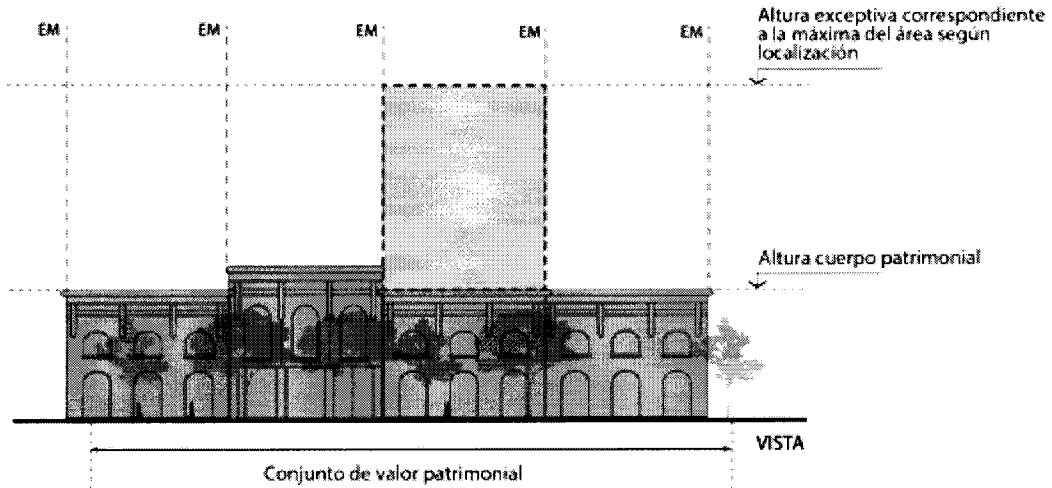 EM
EM
EM
EM
EM
Altura exceptiva correspondiente
a la máxima del área según
localización
Altura cuerpo patrimonial
VISTA
Conjunto de valor patrimonial